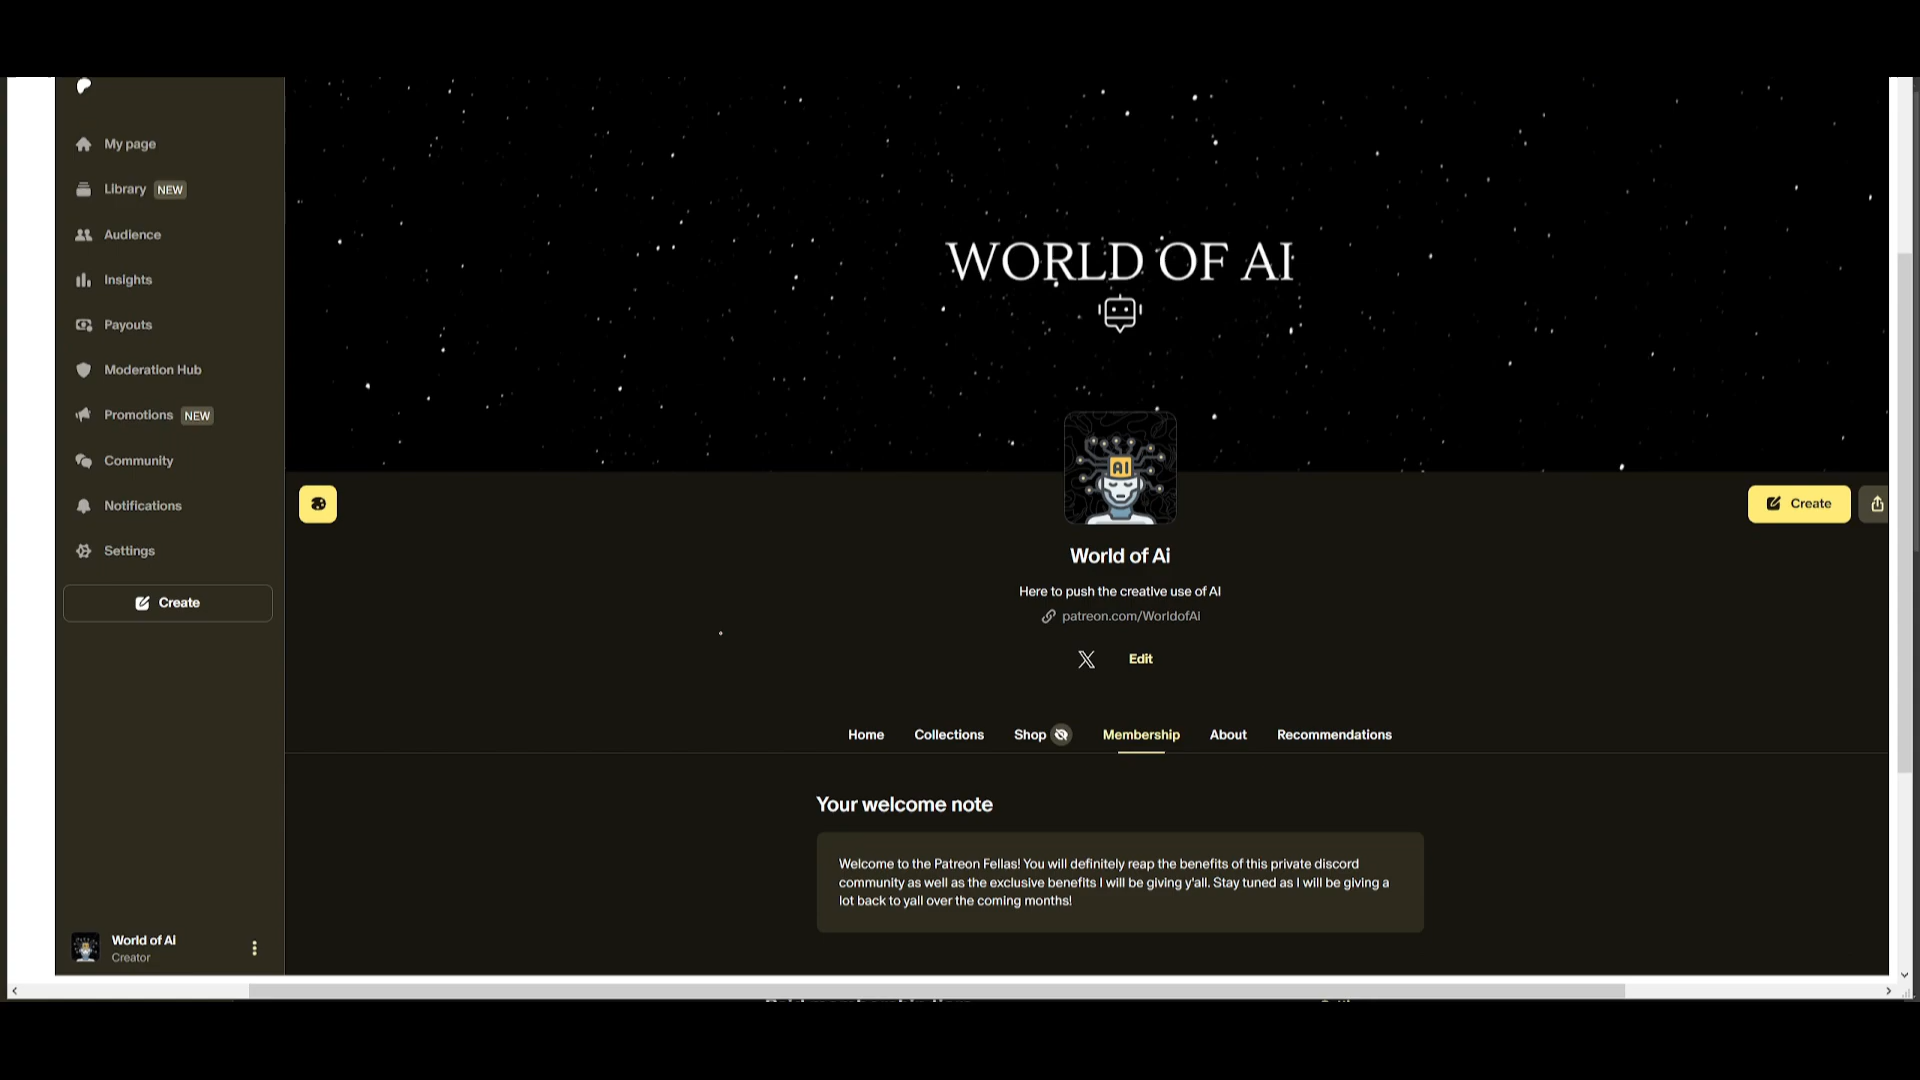 My page
Library NEW
Audience
Insights
Payouts
Moderation Hub
Promotions NEW
Community
Notifications
Settings
Create
World of AI
Creator
WORLD OF AI
AI
Create
World of Ai
Here to push the creative use of AI
patreon.com/WorldofAi
Edit
Home Collections Shop Membership About Recommendations
Your welcome note
Welcome to the Patreon Fellas! You will definitely reap the benefits of this private discord
community as well as the exclusive benefits I will be giving y'all. Stay tuned as I will be giving a
lot back to yall over the coming months!